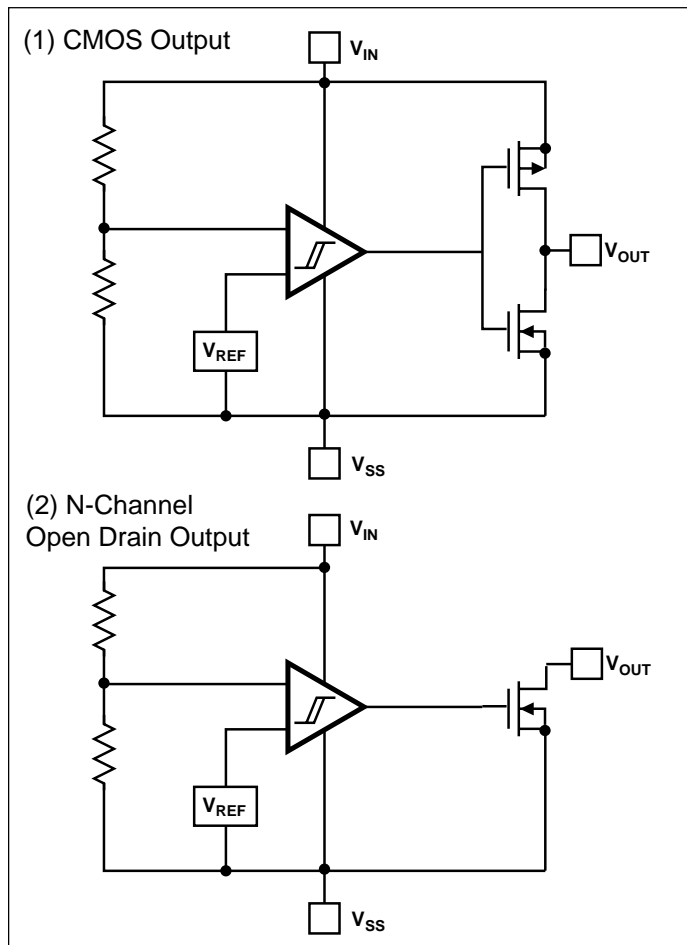 (1) CMOS Output
VIN
VOUT
VREF
VSS
(2) N-Channel
Open Drain Output
VIN
VOUT
VREF
VSS